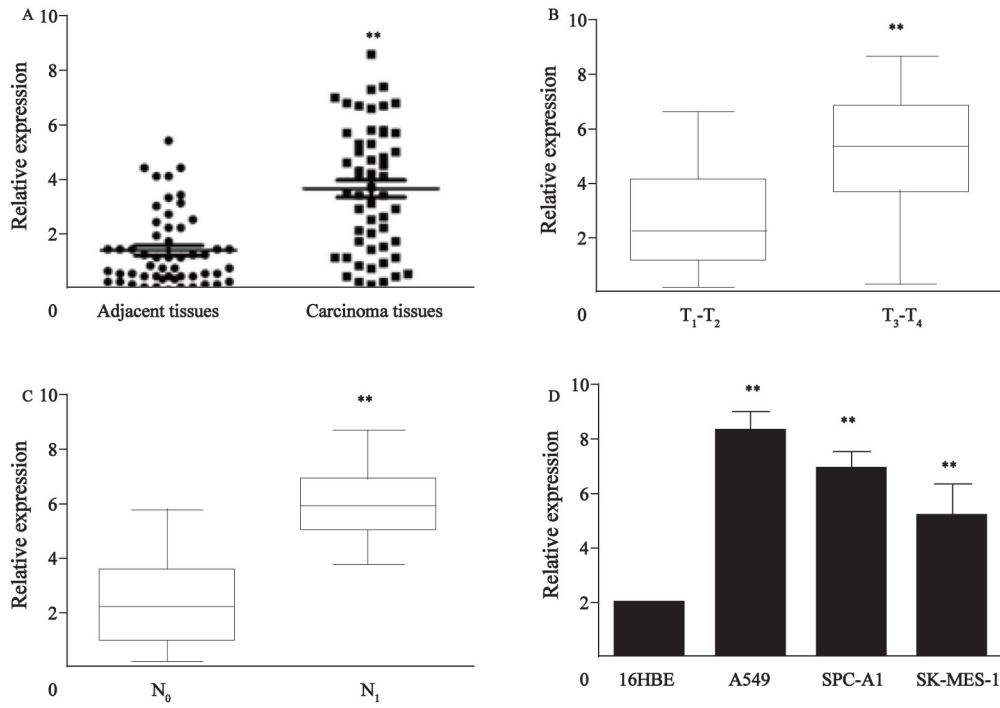 A
10
**
8
6
4
2
0
Relative expression
Adjacent tissues
Carcinoma tissues
B
10
**
8
6
4
2
0
Relative expression
T₁-T₂
T₃-T₄
C
10
**
8
6
4
2
0
Relative expression
N₀
N₁
D
10
**
**
**
8
6
4
2
0
Relative expression
16HBE
A549
SPC-A1
SK-MES-1